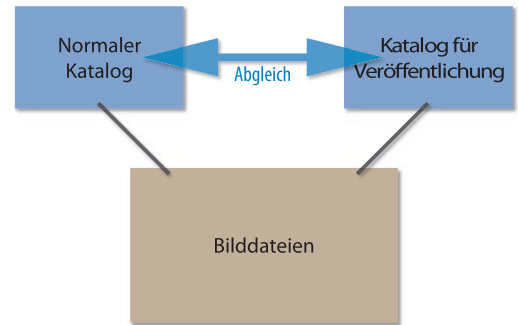 Normaler
Katalog
Abgleich
Katalog für
Veröffentlichung
Bilddateien